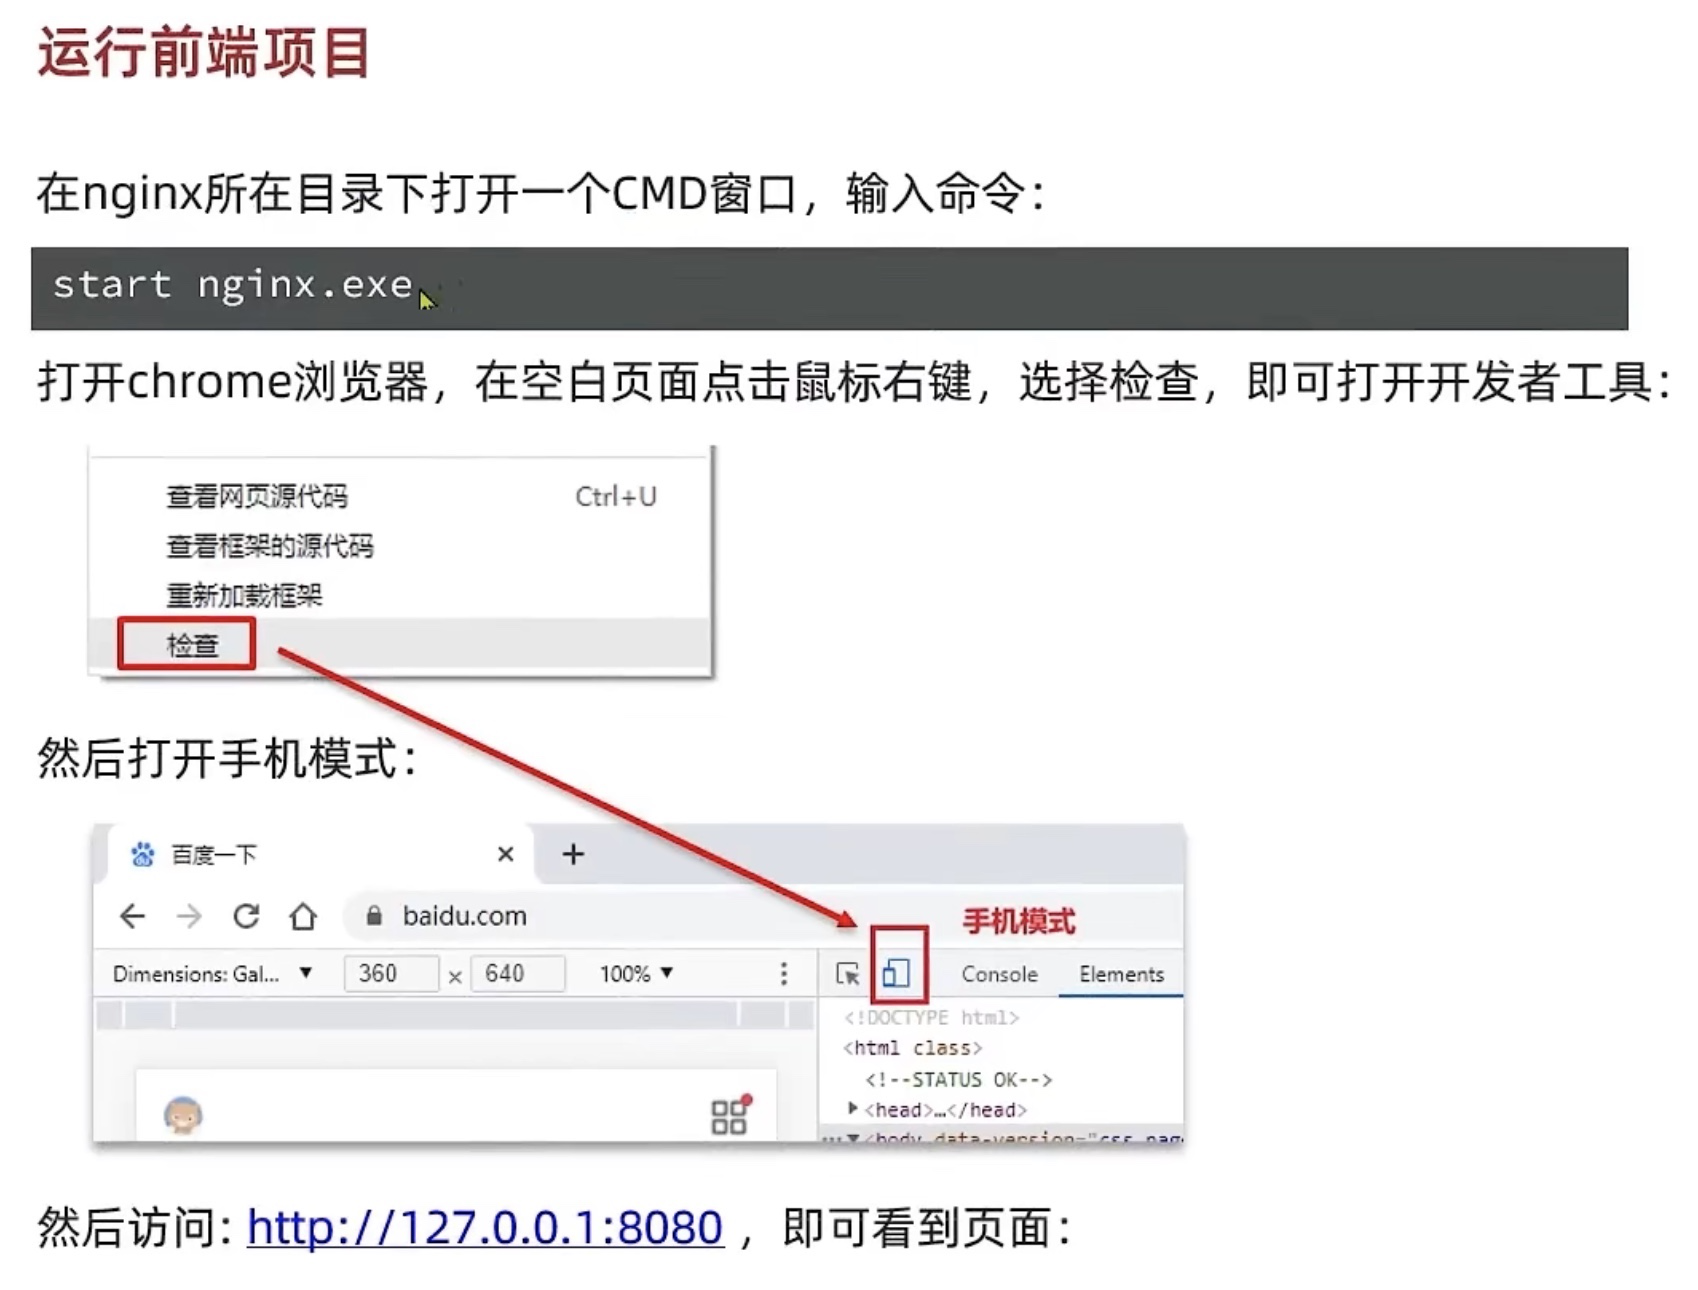 运行前端项目
在nginx所在目录下打开一个CMD窗口，输入命令：
start nginx.exe
打开chrome浏览器，在空白页面点击鼠标右键，选择检查，即可打开开发者工具：
查看网页源代码 Ctrl+U
查看框架的源代码
重新加载框架
检查
然后打开手机模式：
百度一下
baidu.com
手机模式
Dimensions: Gal... 360 × 640 100% Console Elements
<!DOCTYPE html>
<html class>
<!--STATUS OK-->
<head>…</head>
<body data-version="css page
然后访问: http://127.0.0.1:8080 ，即可看到页面：